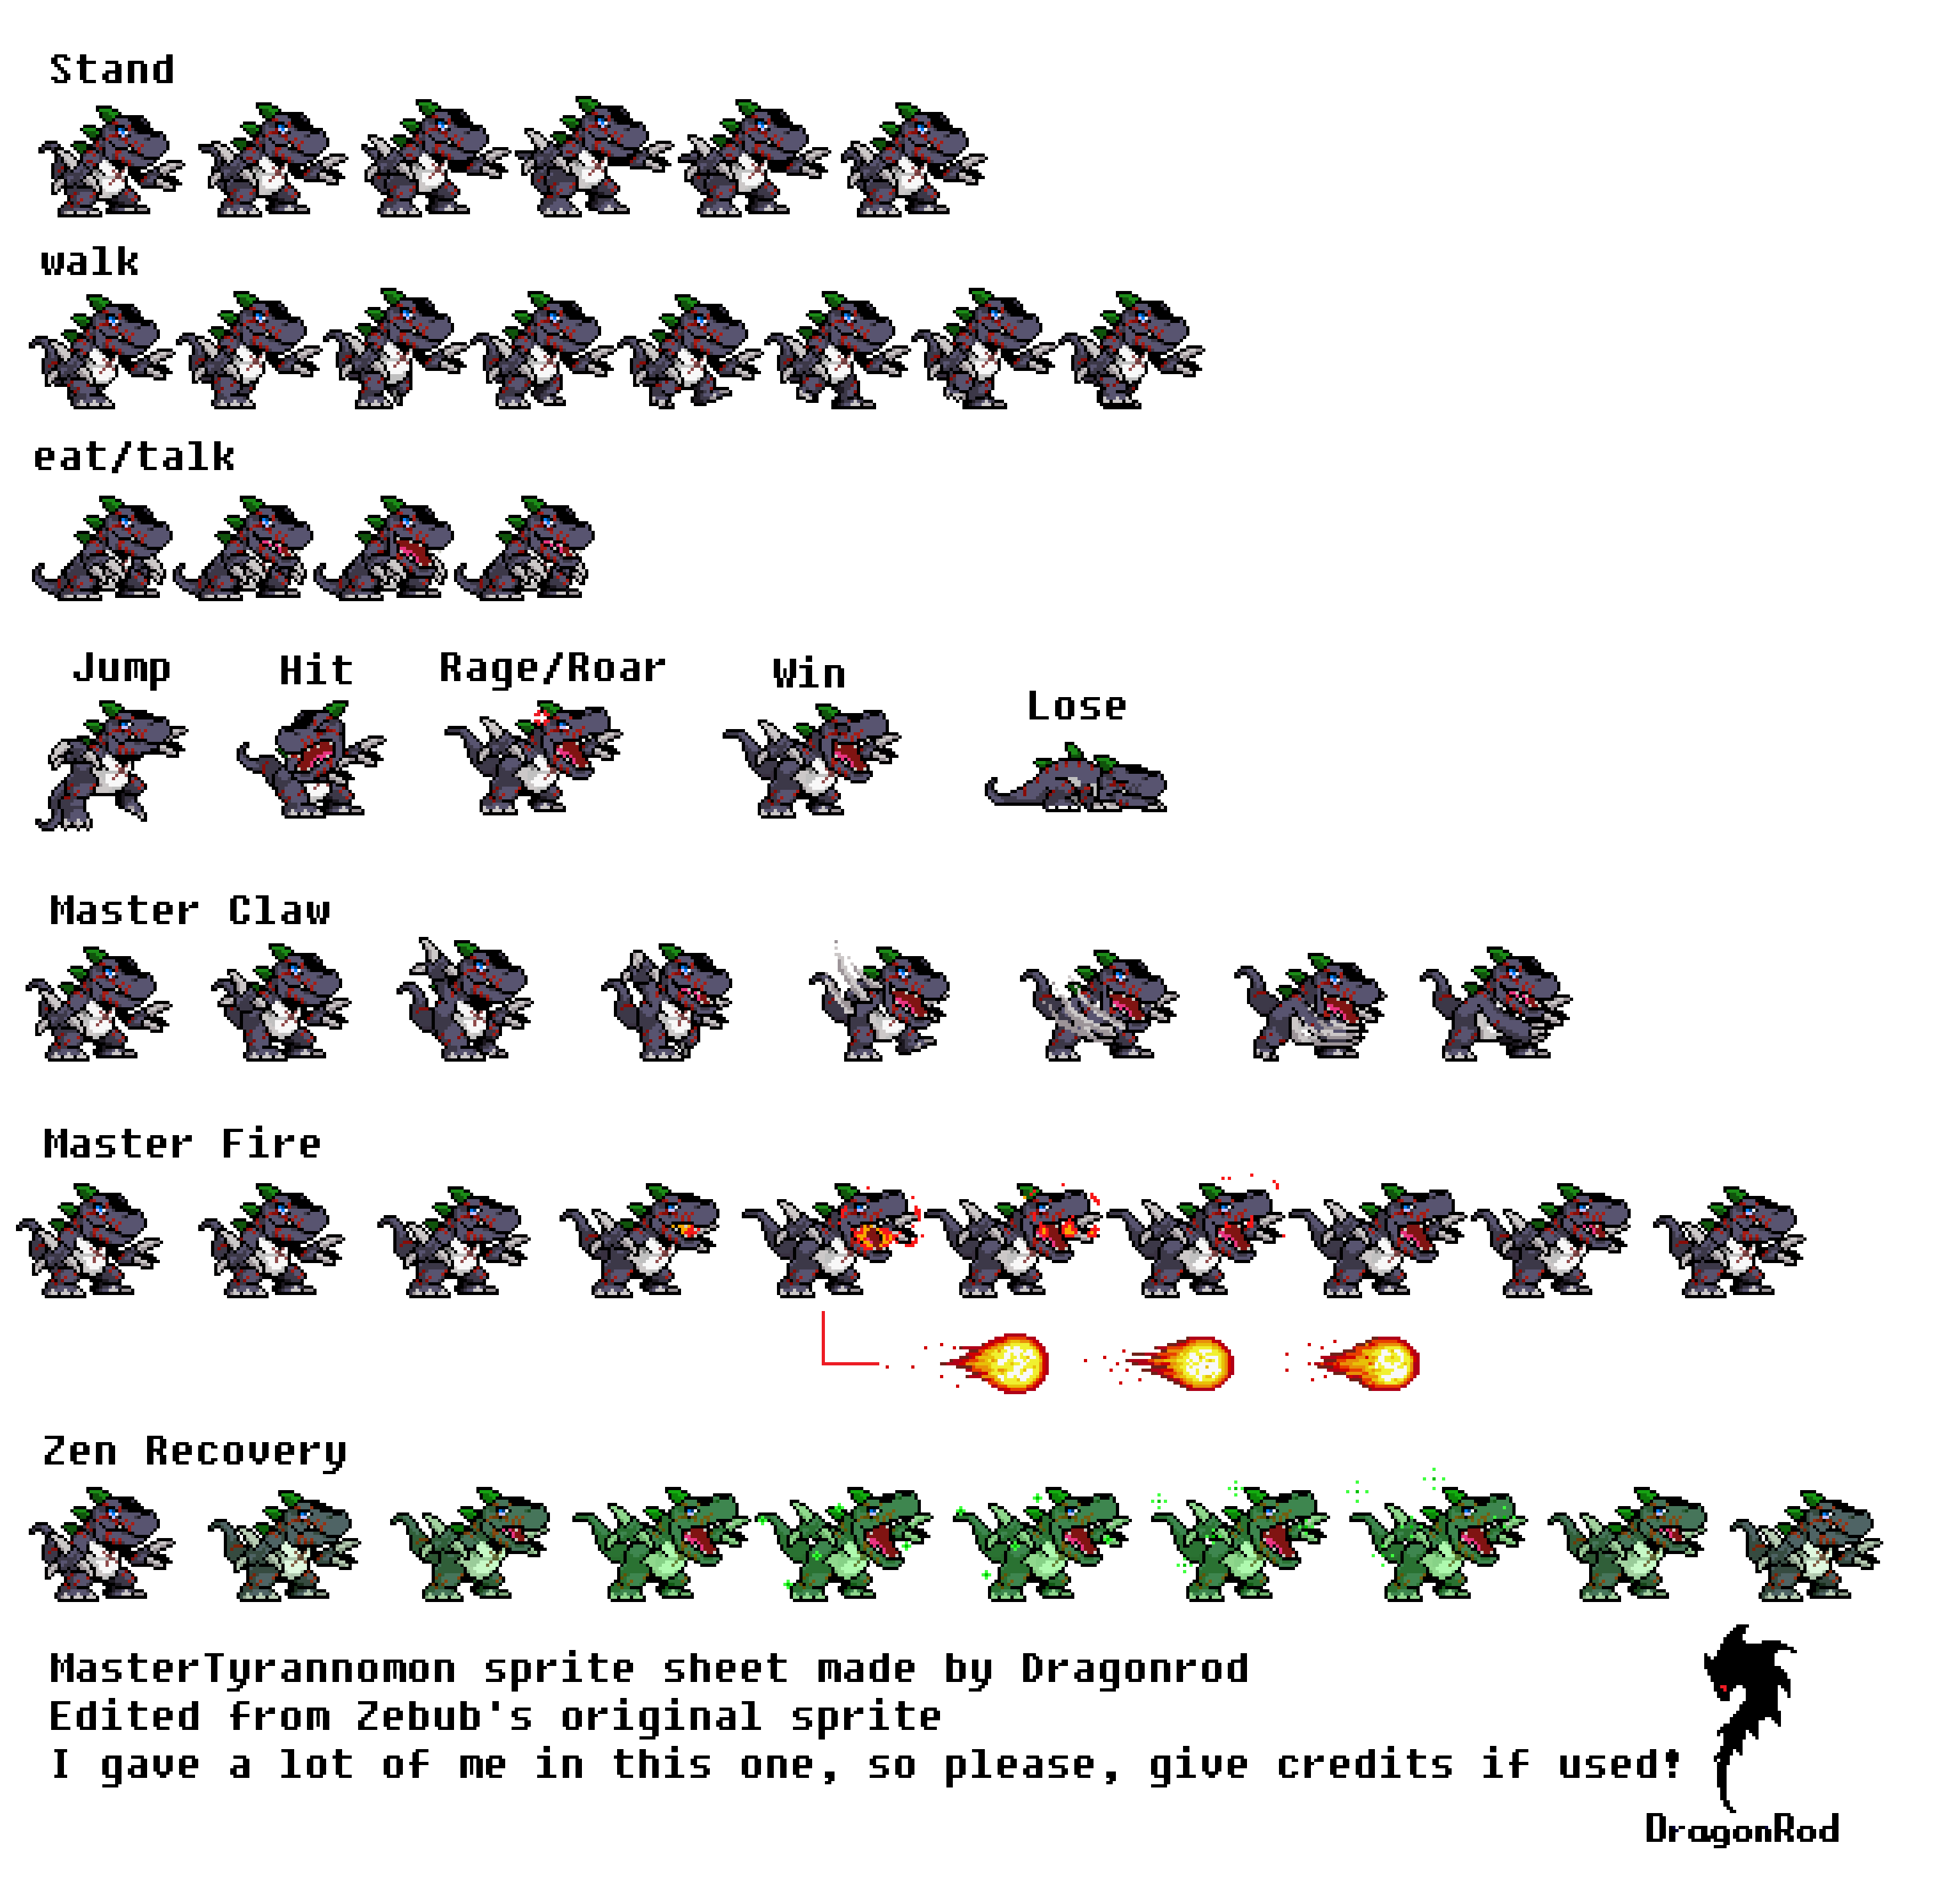 Stand
walk
eat/talk
Jump
Hit
Rage/Roar
Win
Lose
Master Claw
Master Fire
Zen Recovery
MasterTyrannomon sprite sheet made by Dragonrod
Edited from Zebub's original sprite
I gave a lot of me in this one, so please, give credits if used!
DragonRod